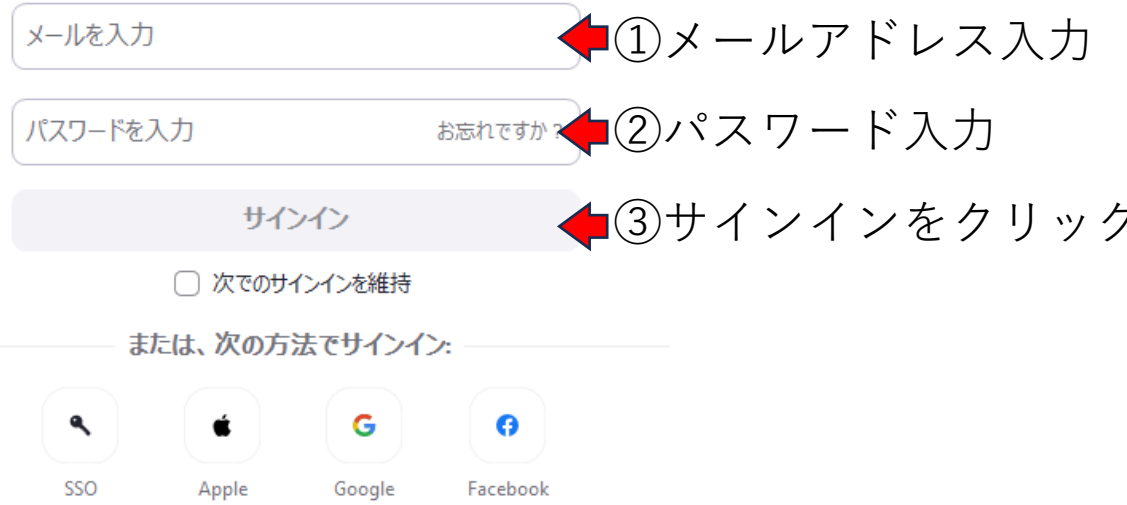 メールを入力
①メールアドレス入力
パスワードを入力 お忘れですか?
②パスワード入力
サインイン
③サインインをクリック
次でのサインインを維持
または、次の方法でサインイン:
SSO Apple Google Facebook